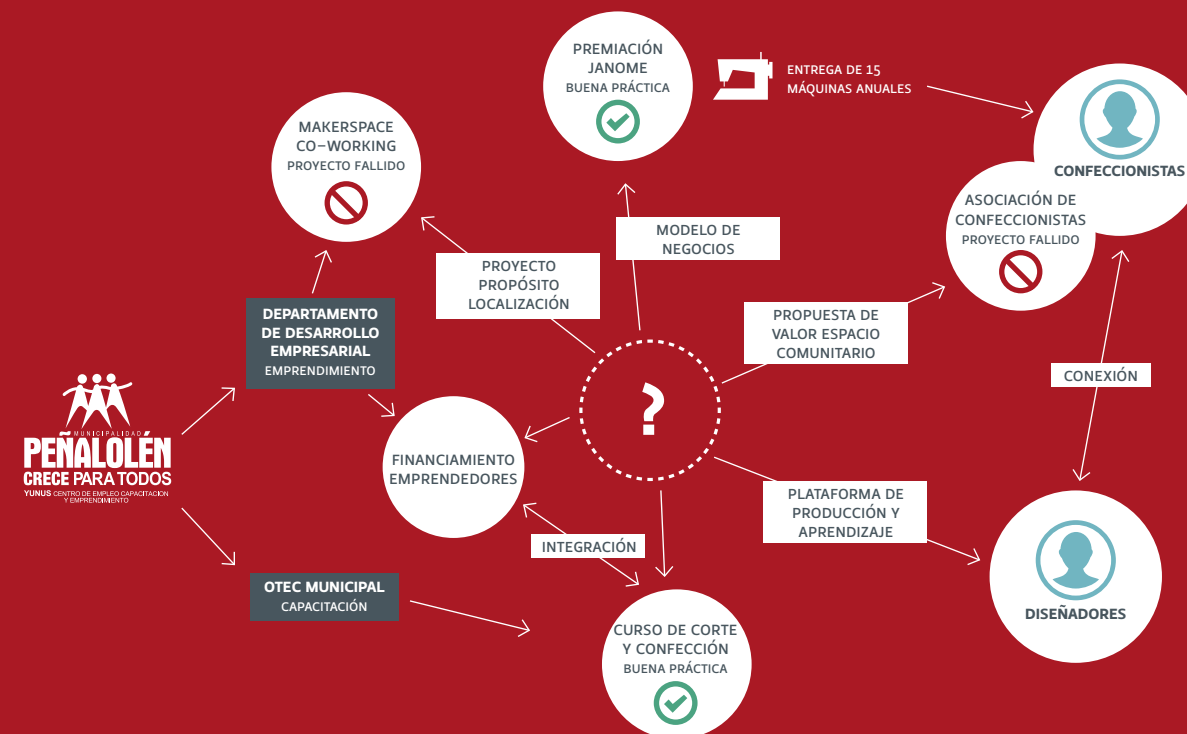 PREMIACIÓN
JANOME
BUENA PRÁCTICA
ENTREGA DE 15
MÁQUINAS ANUALES
MAKERSPACE
CO-WORKING
PROYECTO FALLIDO
CONFECCIONISTAS
ASOCIACIÓN DE
CONFECCIONISTAS
PROYECTO FALLIDO
MODELO DE
NEGOCIOS
PROYECTO
PROPÓSITO
LOCALIZACIÓN
DEPARTAMENTO
DE DESARROLLO
EMPRESARIAL
EMPRENDIMIENTO
PROPUESTA DE
VALOR ESPACIO
COMUNITARIO
CONEXIÓN
?
MUNICIPALIDAD
PEÑALOLÉN
CRECE PARA TODOS
YUNUS CENTRO DE EMPLEO CAPACITACION
Y EMPRENDIMIENTO
FINANCIAMIENTO
EMPRENDEDORES
PLATAFORMA DE
PRODUCCIÓN Y
APRENDIZAJE
INTEGRACIÓN
OTEC MUNICIPAL
CAPACITACIÓN
DISEÑADORES
CURSO DE CORTE
Y CONFECCIÓN
BUENA PRÁCTICA